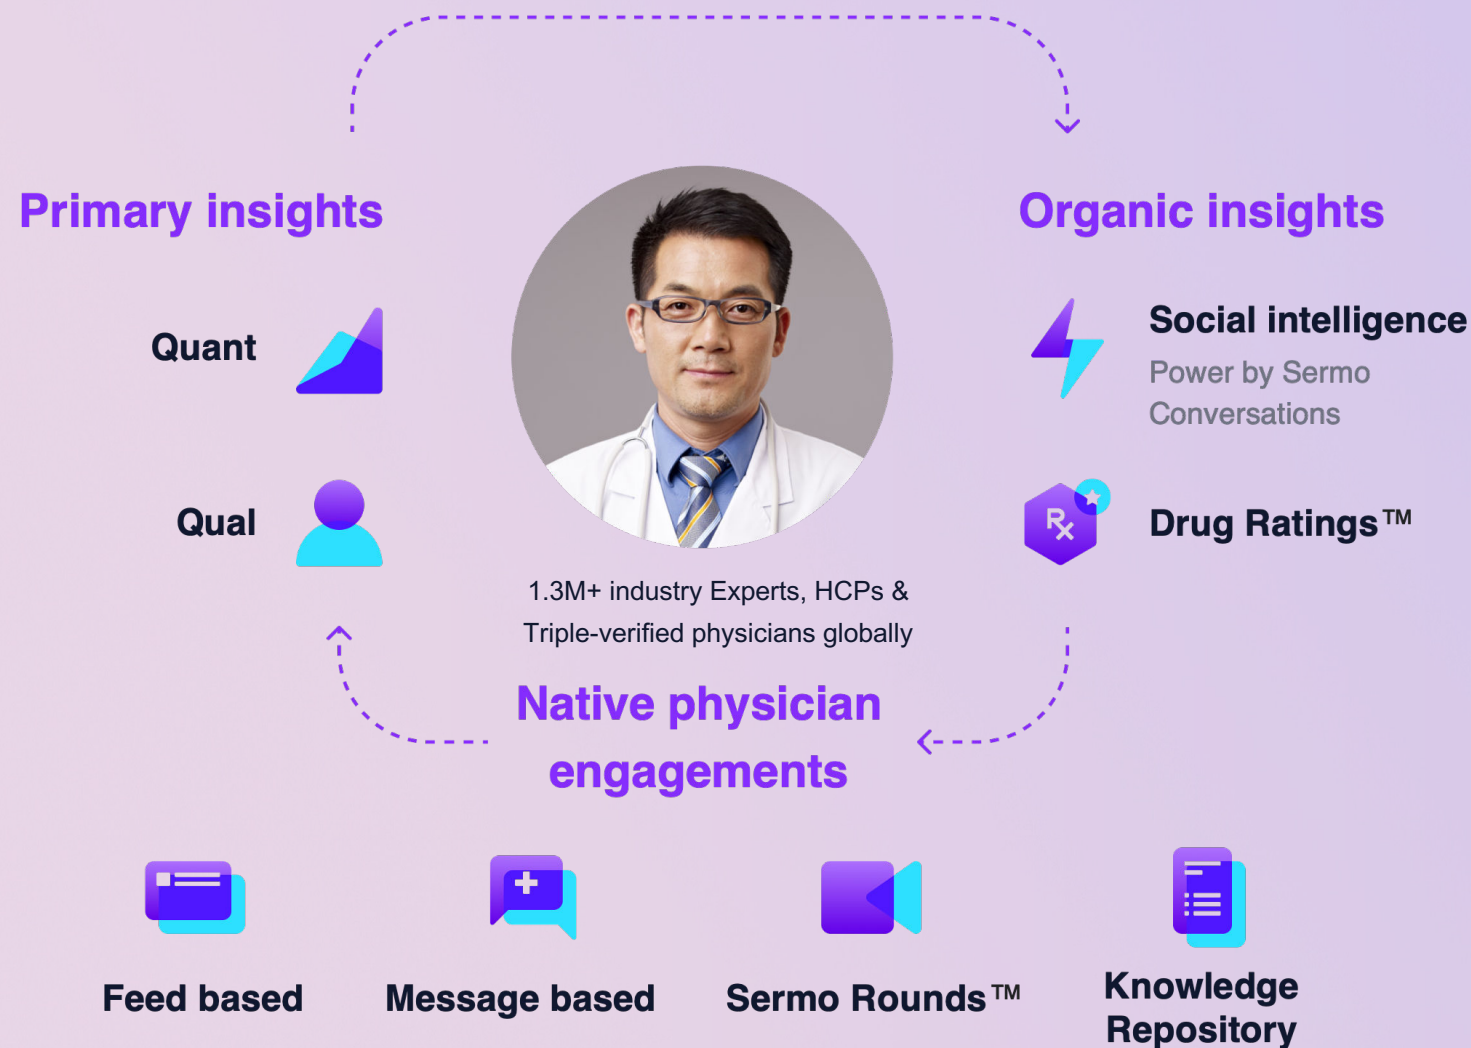 Primary insights
Quant
Qual
Organic insights
Social intelligence
Power by Sermo
Conversations
Rx
Drug Ratings™
1.3M+ industry Experts, HCPs &
Triple-verified physicians globally
Native physician
engagements
Feed based
Message based
Sermo Rounds™
Knowledge
Repository